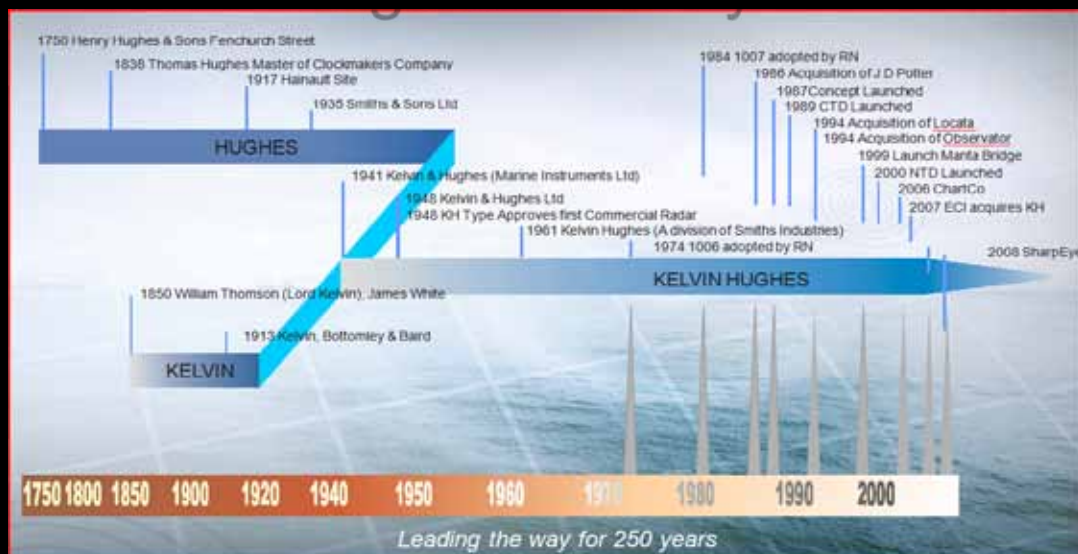 1750 Henry Hughes & Sons Fenchurch Street
1838 Thomas Hughes Master of Clockmakers Company
1917 Hainault Site
1935 Smiths & Sons Ltd
HUGHES
1984 1007 adopted by RN
1986 Acquisition of J D Potter
1987Concept Launched
1989 CTD Launched
1994 Acquisition of Locata
1994 Acquisition of Observator
1999 Launch Manta Bridge
2000 NTD Launched
2006 ChartCo
2007 ECI acquires KH
2008 SharpEye
1941 Kelvin & Hughes (Marine Instruments Ltd)
1948 Kelvin & Hughes Ltd
1948 KH Type Approves first Commercial Radar
1961 Kelvin Hughes (A division of Smiths Industries)
1974 1006 adopted by RN
KELVIN HUGHES
1850 William Thomson (Lord Kelvin), James White
1913 Kelvin, Bottomley & Baird
KELVIN
1750 1800 1850 1900 1920 1940 1950 1960 1970 1980 1990 2000
Leading the way for 250 years